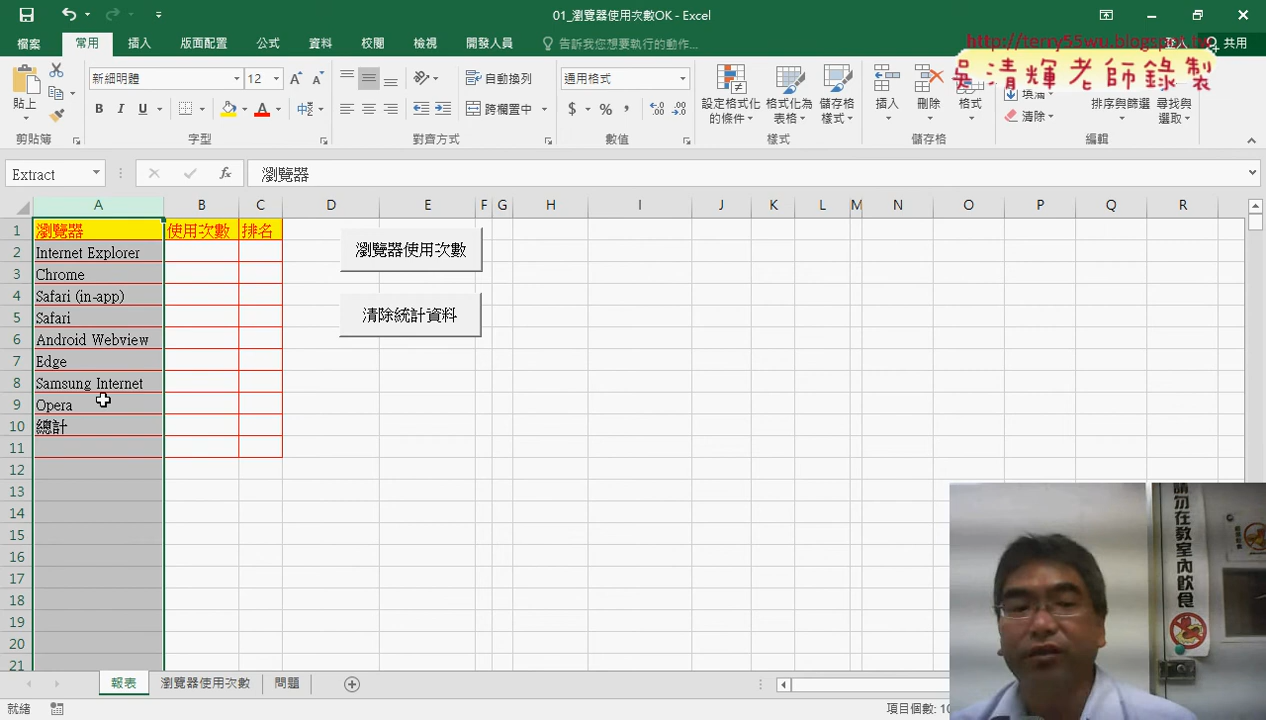 01_瀏覽器使用次數OK - Excel
檔案 常用 插入 版面配置 公式 資料 校閱 檢視 開發人員 告訴我您想要執行的動作... 共用
http://terry55wu.blogspot.tw
吳清輝老師錄製
貼上 新細明體 12 自動換列 通用格式 設定格式化的條件 格式化為表格 儲存格樣式 插入 刪除 格式 排序與篩選 尋找與選取
B I U 中 跨欄置中 $ % 清除
剪貼簿 字型 對齊方式 數值 樣式 儲存格 編輯
Extract fx 瀏覽器
A B C D E F G H I J K L M N O P Q R
1 瀏覽器 使用次數 排名
2 Internet Explorer
3 Chrome
4 Safari (in-app)
5 Safari
6 Android Webview
7 Edge
8 Samsung Internet
9 Opera
10 總計
11
12
13
14
15
16
17
18
19
20
21
瀏覽器使用次數
清除統計資料
請勿在教室內飲食
報表 瀏覽器使用次數 問題
就緒 項目個數: 10